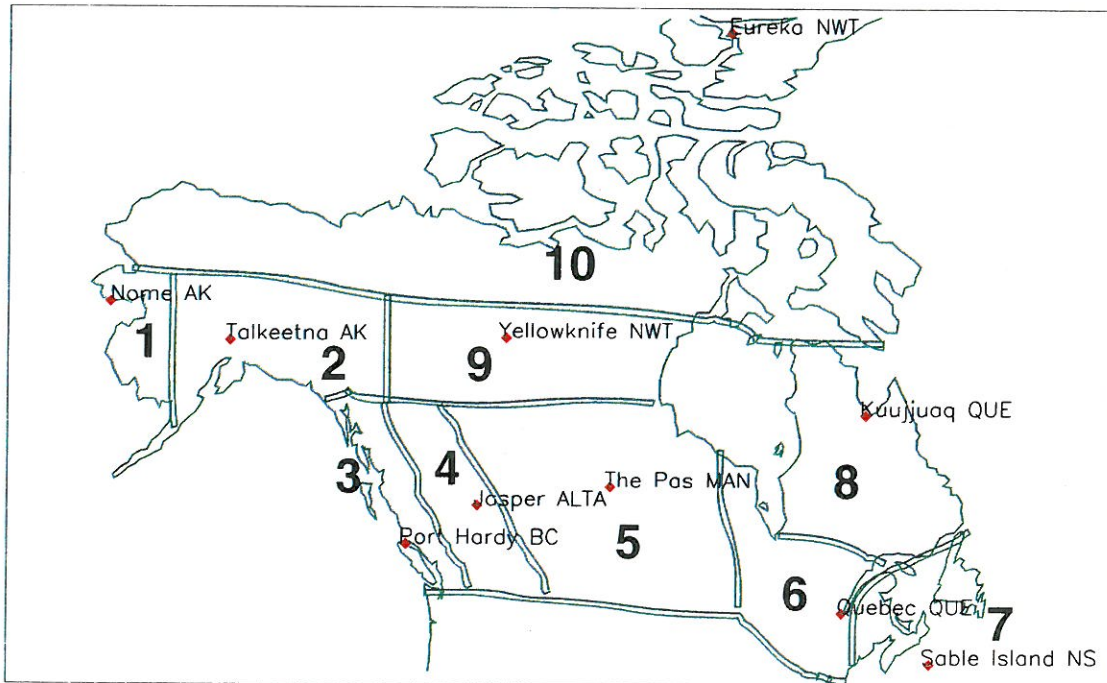 Eureka NWT
10
Nome AK
1
Talkeetna AK
2
Yellowknife NWT
9
Kuujjuaq QUE
3
4
The Pas MAN
8
Jasper ALTA
Port Hardy BC
5
6
Quebec QUE
7
Sable Island NS